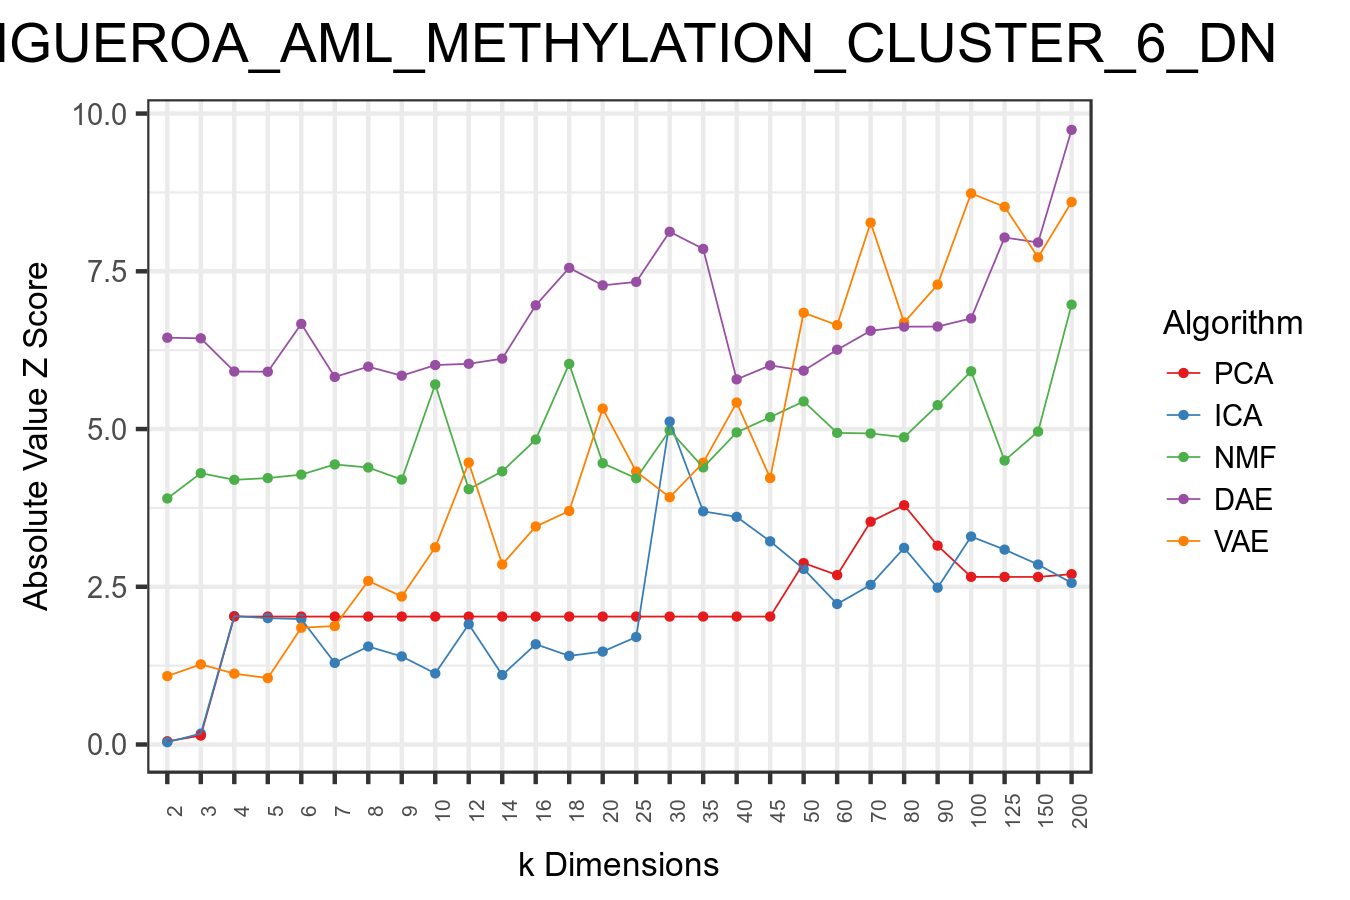 IGUEROA_AML_METHYLATION_CLUSTER_6_DN
Absolute Value Z Score
10.0
7.5
5.0
2.5
0.0
2 3 4 5 6 7 8 9 10 12 14 16 18 20 25 30 35 40 45 50 60 70 80 90 100 125 150 200
k Dimensions
Algorithm
PCA
ICA
NMF
DAE
VAE